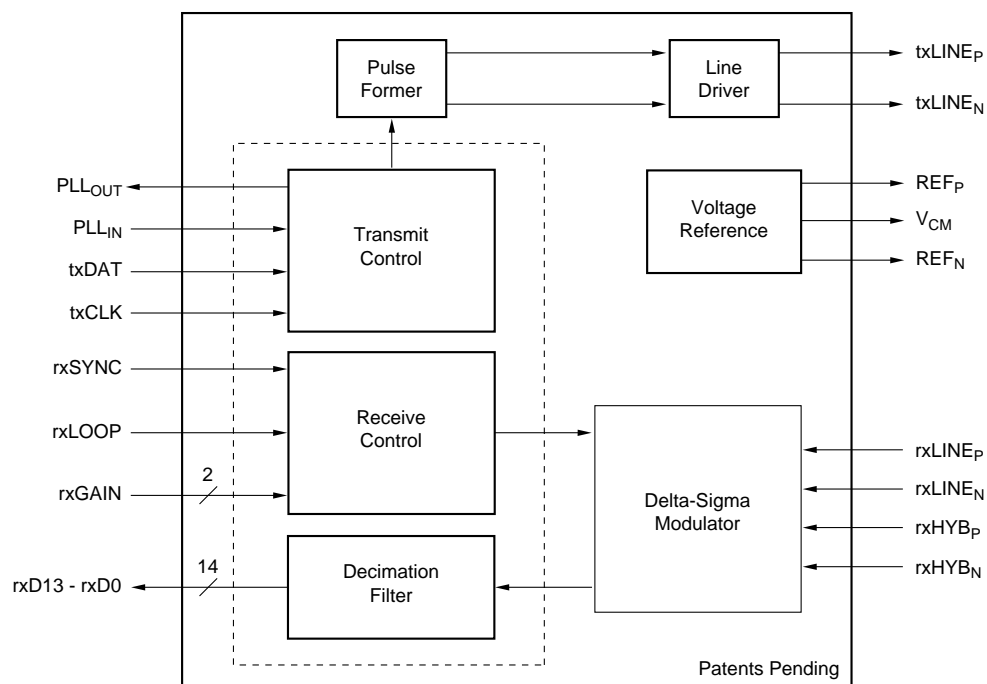 Pulse
Former
Line
Driver
txLINEP
txLINEN
PLLOUT
PLLIN
txDAT
txCLK
Transmit
Control
Voltage
Reference
REFP
VCM
REFN
rxSYNC
rxLOOP
rxGAIN
2
Receive
Control
Delta-Sigma
Modulator
rxLINEP
rxLINEN
rxHYBP
rxHYBN
rxD13 - rxD0
14
Decimation
Filter
Patents Pending